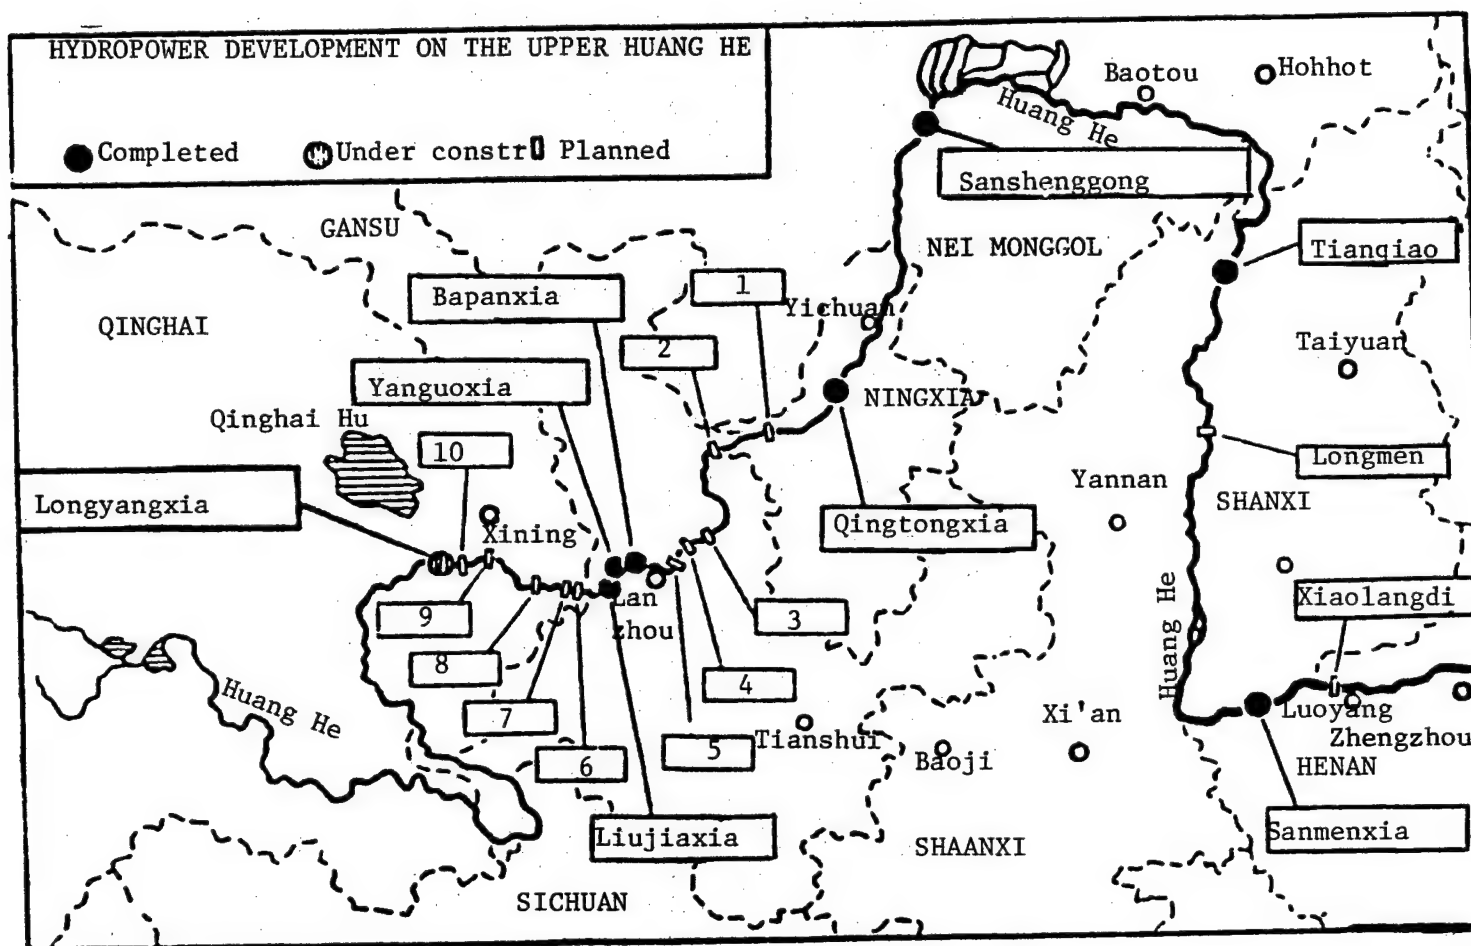 HYDROPOWER DEVELOPMENT ON THE UPPER HUANG HE
Completed
Under constr
Planned
Baotou
Hohhot
Huang He
Sanshenggong
GANSU
NEI MONGGOL
Tianqiao
Bapanxia
1
Yichuan
QINGHAI
2
Taiyuan
Yanguoxia
NINGXIA
Qinghai Hu
10
Longmen
Yannan
Longyangxia
SHANXI
Qingtongxia
Xining
Lan
zhou
Xiaolangdi
9
3
Huang He
8
4
Huang He
7
Xi'an
Luoyang
Tianshui
5
Zhengzhou
6
Baoji
HENAN
Liujiaxia
Sanmenxia
SHAANXI
SICHUAN